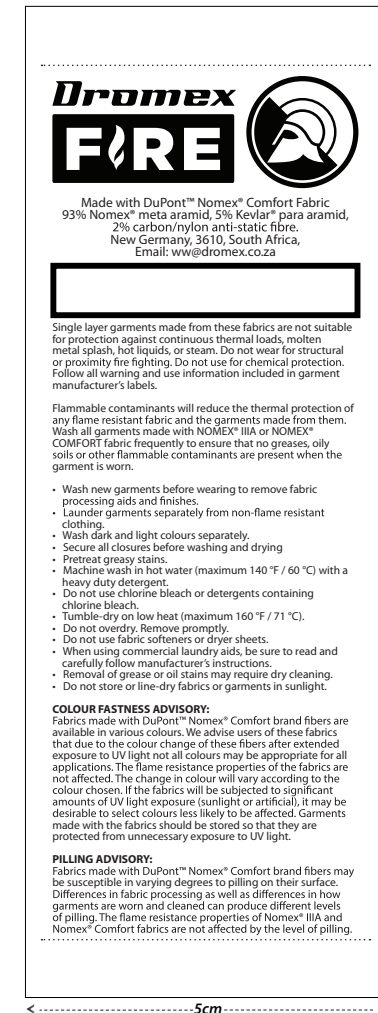 Dromex
FIRE
Made with DuPont™ Nomex® Comfort Fabric
93% Nomex® meta aramid, 5% Kevlar® para aramid,
2% carbon/nylon anti-static fibre.
New Germany, 3610, South Africa,
Email: ww@dromex.co.za
Single layer garments made from these fabrics are not suitable
for protection against continuous thermal loads, molten
metal splash, hot liquids, or steam. Do not wear for structural
or proximity fire fighting. Do not use for chemical protection.
Follow all warning and use information included in garment
manufacturer's labels.
Flammable contaminants will reduce the thermal protection of
any flame resistant fabric and the garments made from them.
Wash all garments made with NOMEX® IIIA or NOMEX®
COMFORT fabric frequently to ensure that no greases, oily
soils or other flammable contaminants are present when the
garment is worn.
• Wash new garments before wearing to remove fabric
processing aids and finishes.
• Launder garments separately from non-flame resistant
clothing.
• Wash dark and light colours separately.
• Secure all closures before washing and drying
• Pretreat greasy stains.
• Machine wash in hot water (maximum 140 °F / 60 °C) with a
heavy duty detergent.
• Do not use chlorine bleach or detergents containing
chlorine bleach.
• Tumble-dry on low heat (maximum 160 °F / 71 °C).
• Do not overdry. Remove promptly.
• Do not use fabric softeners or dryer sheets.
• When using commercial laundry aids, be sure to read and
carefully follow manufacturer's instructions.
• Removal of grease or oil stains may require dry cleaning.
• Do not store or line-dry fabrics or garments in sunlight.
COLOUR FASTNESS ADVISORY:
Fabrics made with DuPont™ Nomex® Comfort brand fibers are
available in various colours. We advise users of these fabrics
that due to the colour change of these fibers after extended
exposure to UV light not all colours may be appropriate for all
applications. The flame resistance properties of the fabrics are
not affected. The change in colour will vary according to the
colour chosen. If the fabrics will be subjected to significant
amounts of UV light exposure (sunlight or artificial), it may be
desirable to select colours less likely to be affected. Garments
made with the fabrics should be stored so that they are
protected from unnecessary exposure to UV light.
PILLING ADVISORY:
Fabrics made with DuPont™ Nomex® Comfort brand fibers may
be susceptible in varying degrees to pilling on their surface.
Differences in fabric processing as well as differences in how
garments are worn and cleaned can produce different levels
of pilling. The flame resistance properties of Nomex® IIIA and
Nomex® Comfort fabrics are not affected by the level of pilling.
5cm